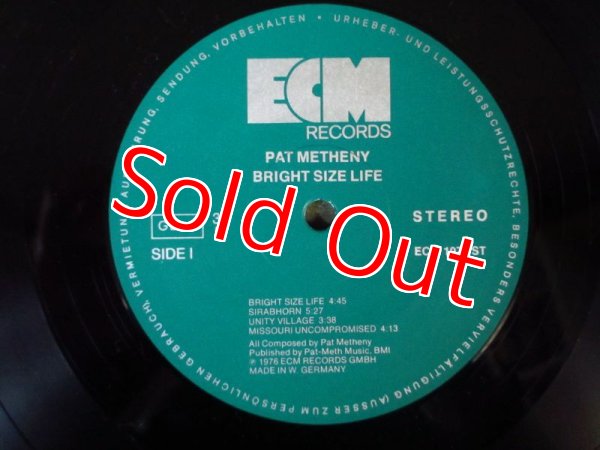 ECM
RECORDS
PAT METHENY
BRIGHT SIZE LIFE
Sold Out
STEREO
SIDE I
BRIGHT SIZE LIFE 4:45
SIRABHORN 5:27
UNITY VILLAGE 3:38
MISSOURI UNCOMPROMISED 4:13
All Composed by Pat Metheny
Published by Pat-Meth Music, BMI
℗ 1976 ECM RECORDS GMBH
MADE IN W. GERMANY
URHEBER- UND LEISTUNGSSCHUTZRECHTE, BESONDERS VERVIELFÄLTIGUNG (AUSSER ZUM PERSÖNLICHEN GEBRAUCH), VERMIETUNG, SENDUNG, VORBEHALTEN •